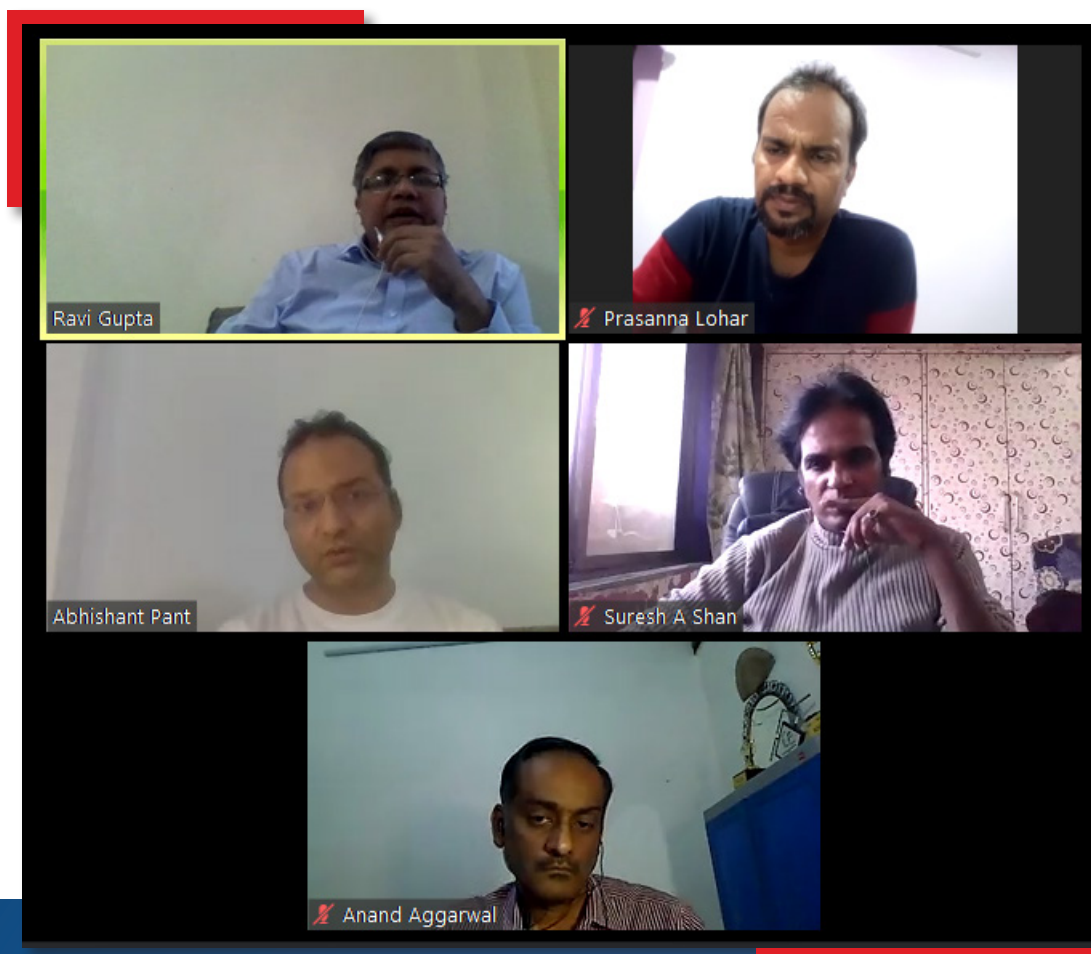 Ravi Gupta
Prasanna Lohar
Abhishant Pant
Suresh A Shan
Anand Aggarwal